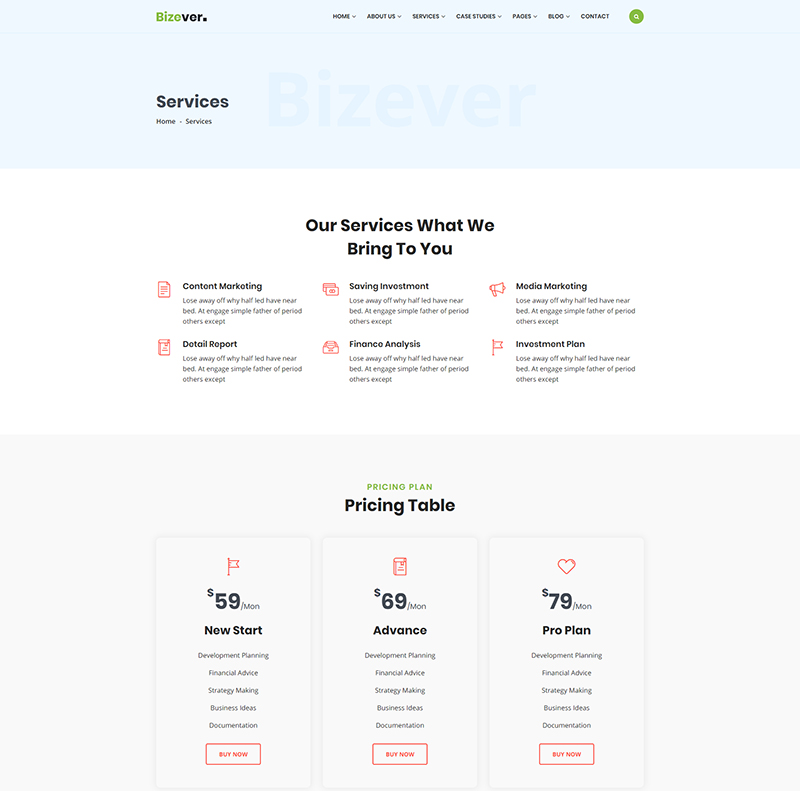 Bizever.
HOME ABOUT US SERVICES CASE STUDIES PAGES BLOG CONTACT
Bizever
Services
Home - Services
Our Services What We
Bring To You
Content Marketing
Lose away off why half led have near
bed. At engage simple father of period
others except
Saving Investment
Lose away off why half led have near
bed. At engage simple father of period
others except
Media Marketing
Lose away off why half led have near
bed. At engage simple father of period
others except
Detail Report
Lose away off why half led have near
bed. At engage simple father of period
others except
Finance Analysis
Lose away off why half led have near
bed. At engage simple father of period
others except
Investment Plan
Lose away off why half led have near
bed. At engage simple father of period
others except
PRICING PLAN
Pricing Table
$59/Mon
New Start
Development Planning
Financial Advice
Strategy Making
Business Ideas
Documentation
BUY NOW
$69/Mon
Advance
Development Planning
Financial Advice
Strategy Making
Business Ideas
Documentation
BUY NOW
$79/Mon
Pro Plan
Development Planning
Financial Advice
Strategy Making
Business Ideas
Documentation
BUY NOW